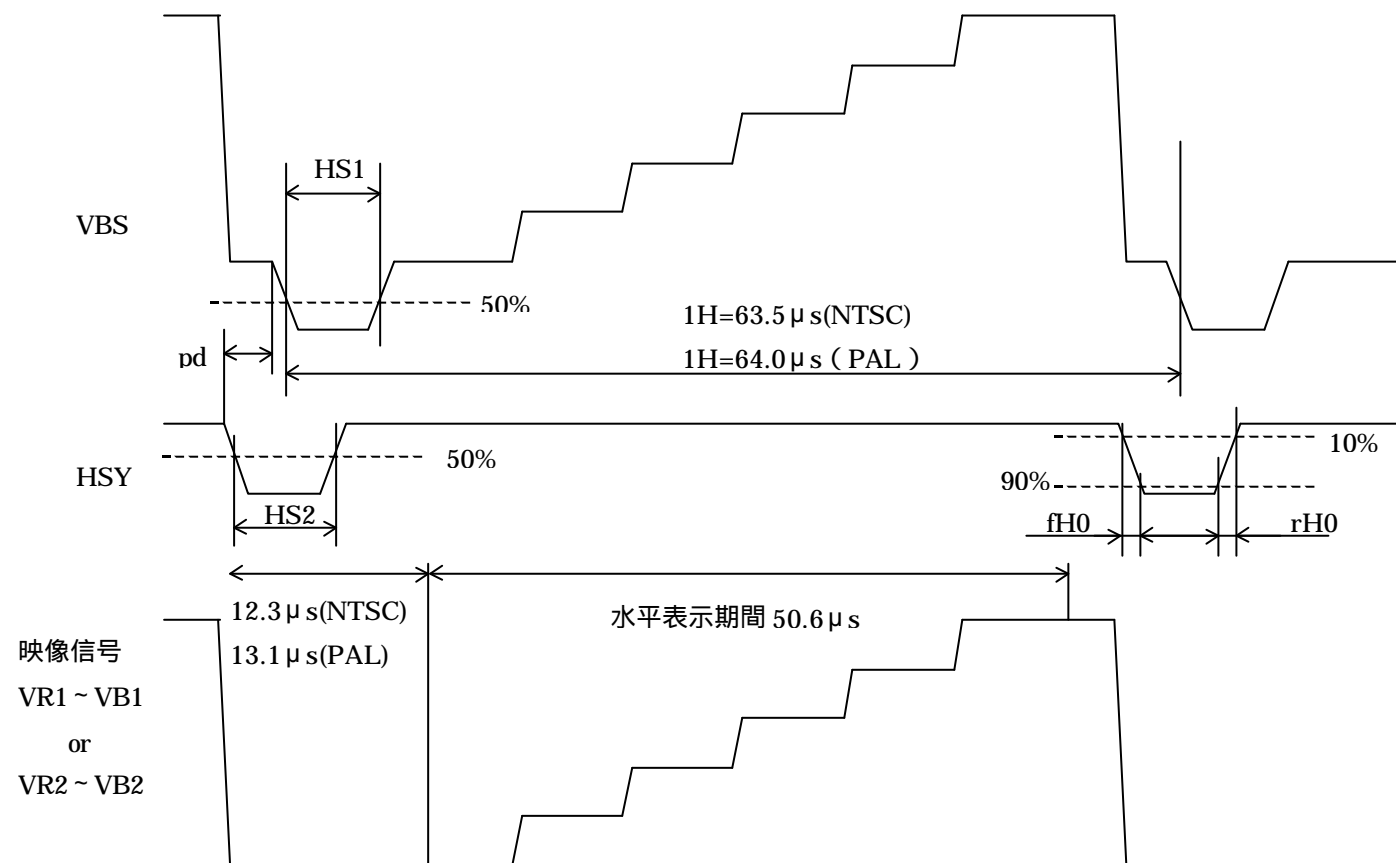 HS1
VBS
50%
1H=63.5μs(NTSC)
1H=64.0μs(PAL)
pd
HSY
50%
10%
90%
HS2
fH0
rH0
12.3μs(NTSC)
13.1μs(PAL)
水平表示期間 50.6μs
映像信号
VR1~VB1
or
VR2~VB2